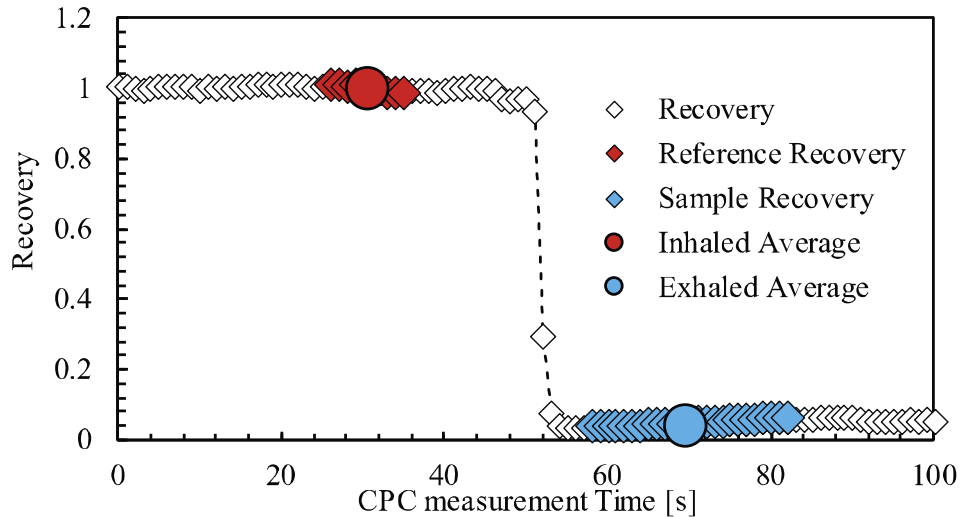 1.2
1
0.8
0.6
0.4
0.2
0
Recovery
Recovery
Reference Recovery
Sample Recovery
Inhaled Average
Exhaled Average
0 20 40 60 80 100
CPC measurement Time [s]